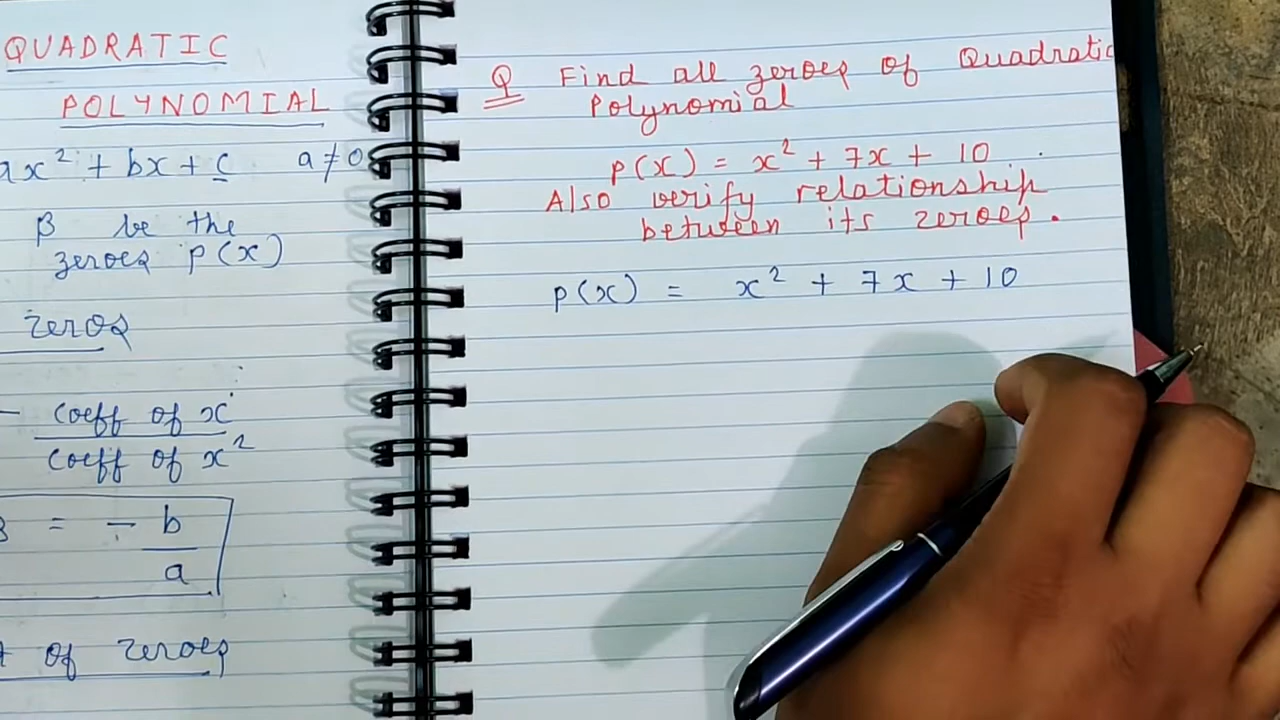 QUADRATIC
POLYNOMIAL
ax² + bx + c a ≠ 0
β be the
zeroes p(x)
zeros
- coeff of x
coeff of x²
β = - b
a
of zeroes
Q Find all zeroes of Quadratic
Polynomial
p(x) = x² + 7x + 10
Also verify relationship
between its zeroes.
p(x) = x² + 7x + 10